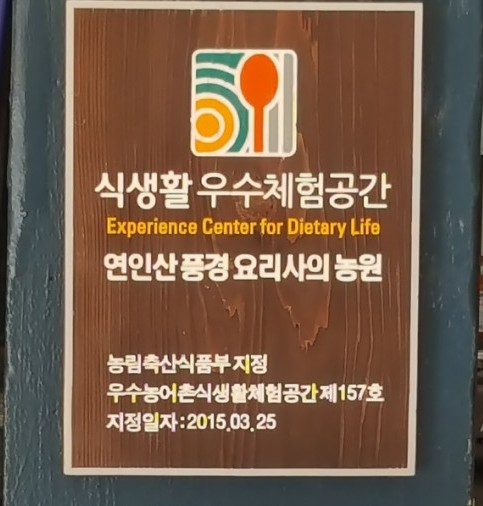 식생활 우수체험공간
Experience Center for Dietary Life
연인산 풍경 요리사의 농원
농림축산식품부 지정
우수농어촌식생활체험공간 제157호
지정일자 : 2015.03.25